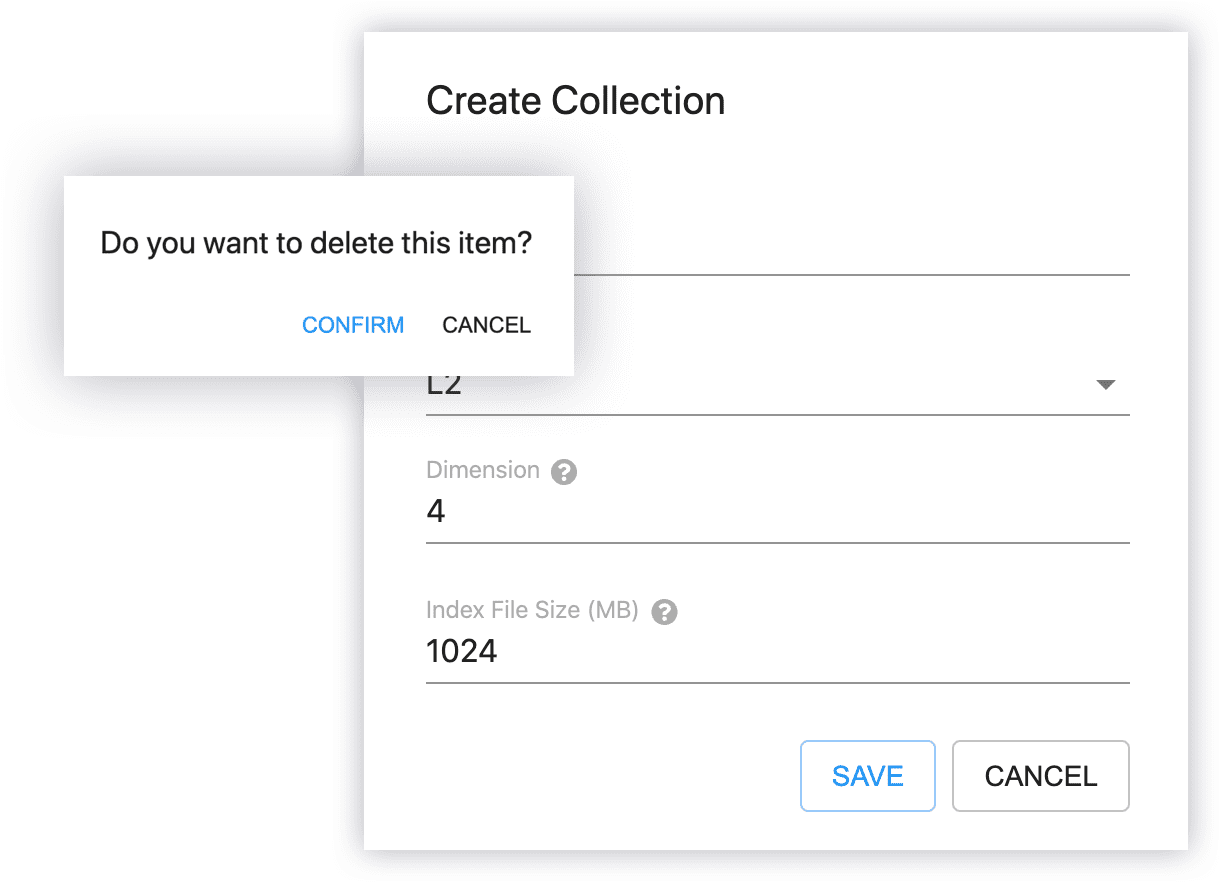 Create Collection
Do you want to delete this item?
CONFIRM CANCEL
L2
Dimension ?
4
Index File Size (MB) ?
1024
SAVE CANCEL